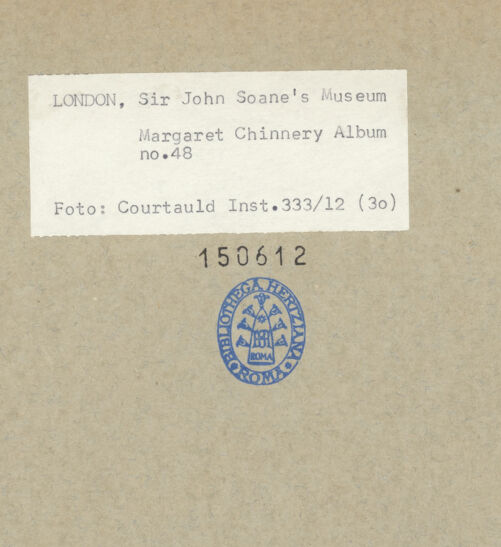 LONDON, Sir John Soane's Museum
Margaret Chinnery Album
no.48
Foto: Courtauld Inst.333/12 (3o)
150612
BIBLIOTHECA HERTZIANA
ROMA
ROMA